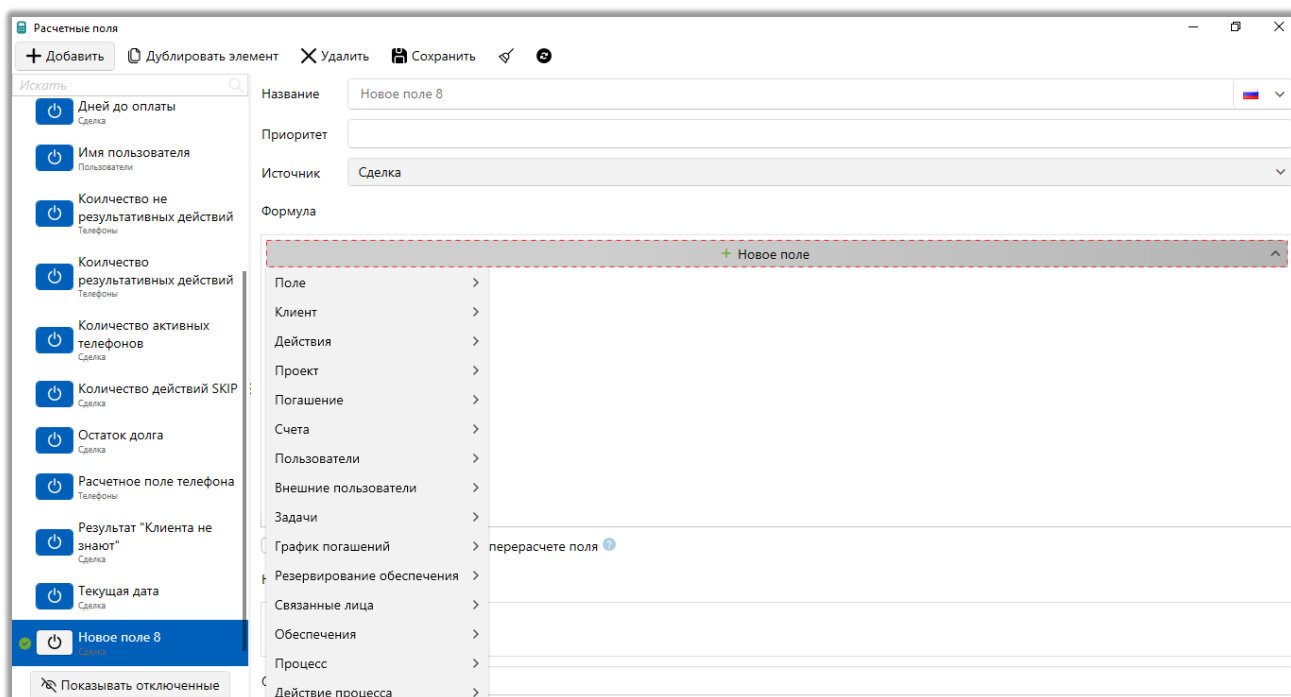 Расчетные поля
Добавить
Дублировать элемент
Удалить
Сохранить
Искать
Дней до оплаты
Сделка
Имя пользователя
Пользователи
Коилчество не
результативных действий
Телефоны
Коилчество
результативных действий
Телефоны
Количество активных
телефонов
Сделка
Количество действий SKIP
Сделка
Остаток долга
Сделка
Расчетное поле телефона
Телефоны
Результат "Клиента не
знают"
Сделка
Текущая дата
Сделка
Новое поле 8
Сделка
Показывать отключенные
Название
Новое поле 8
Приоритет
Источник
Сделка
Формула
+ Новое поле
Поле
Клиент
Действия
Проект
Погашение
Счета
Пользователи
Внешние пользователи
Задачи
График погашений
перерасчете поля
Резервирование обеспечения
Связанные лица
Обеспечения
Процесс
Действие процесса